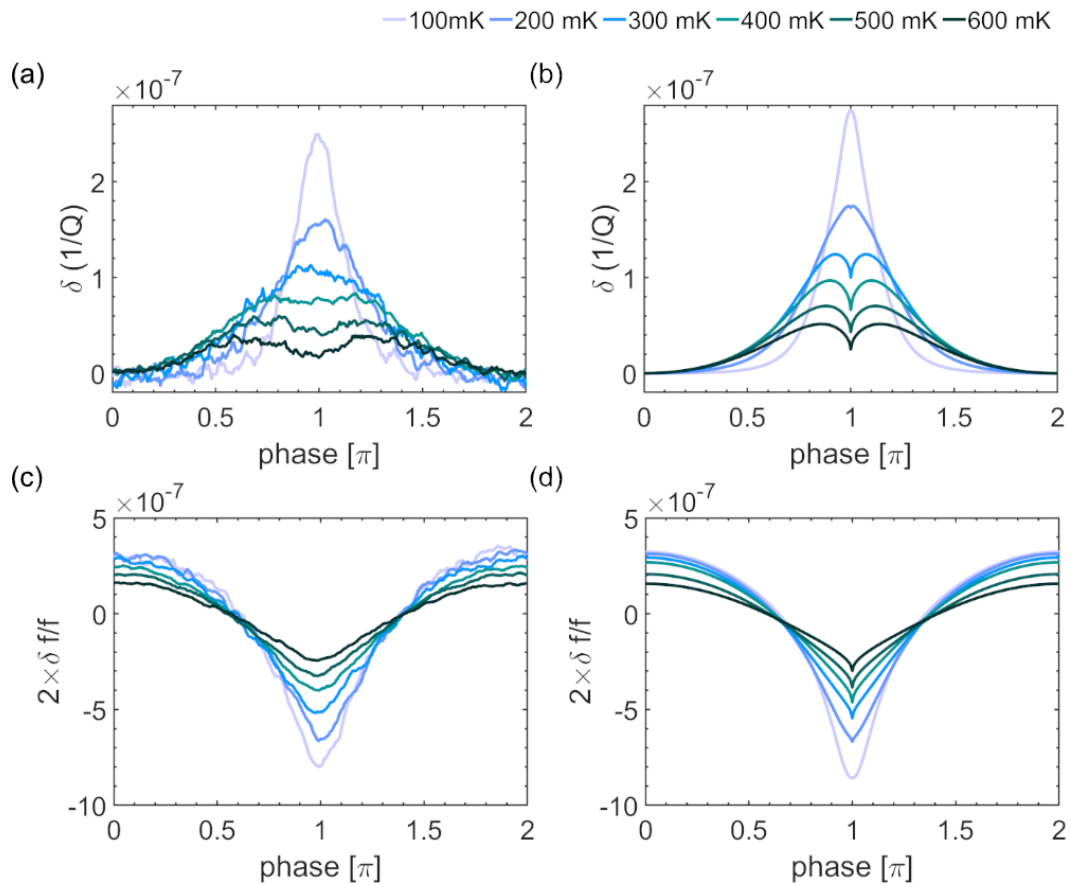 100mK 200 mK 300 mK 400 mK 500 mK 600 mK
(a) (b)
×10-7 ×10-7
2 2
1 1
0 0
δ (1/Q) δ (1/Q)
0 0.5 1 1.5 2 0 0.5 1 1.5 2
phase [π] phase [π]
(c) (d)
×10-7 ×10-7
5 5
0 0
-5 -5
-10 -10
2×δ f/f 2×δ f/f
0 0.5 1 1.5 2 0 0.5 1 1.5 2
phase [π] phase [π]